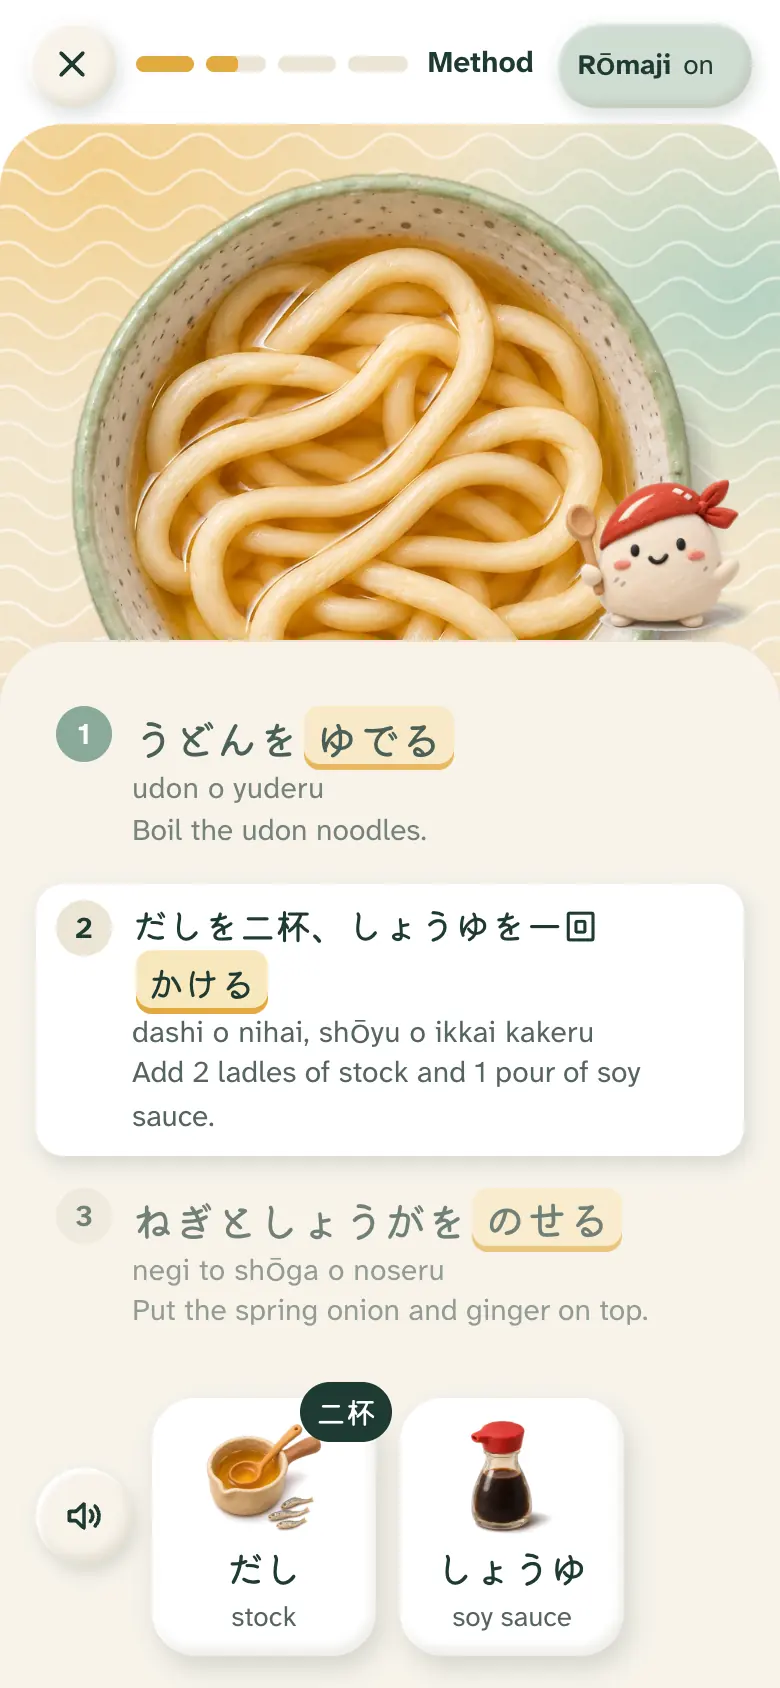 Method
Rōmaji on
1
うどんを ゆでる
udon o yuderu
Boil the udon noodles.
2
だしを二杯、しょうゆを一回
かける
dashi o nihai, shōyu o ikkai kakeru
Add 2 ladles of stock and 1 pour of soy
sauce.
3
ねぎとしょうがを のせる
negi to shōga o noseru
Put the spring onion and ginger on top.
二杯
だし
stock
しょうゆ
soy sauce